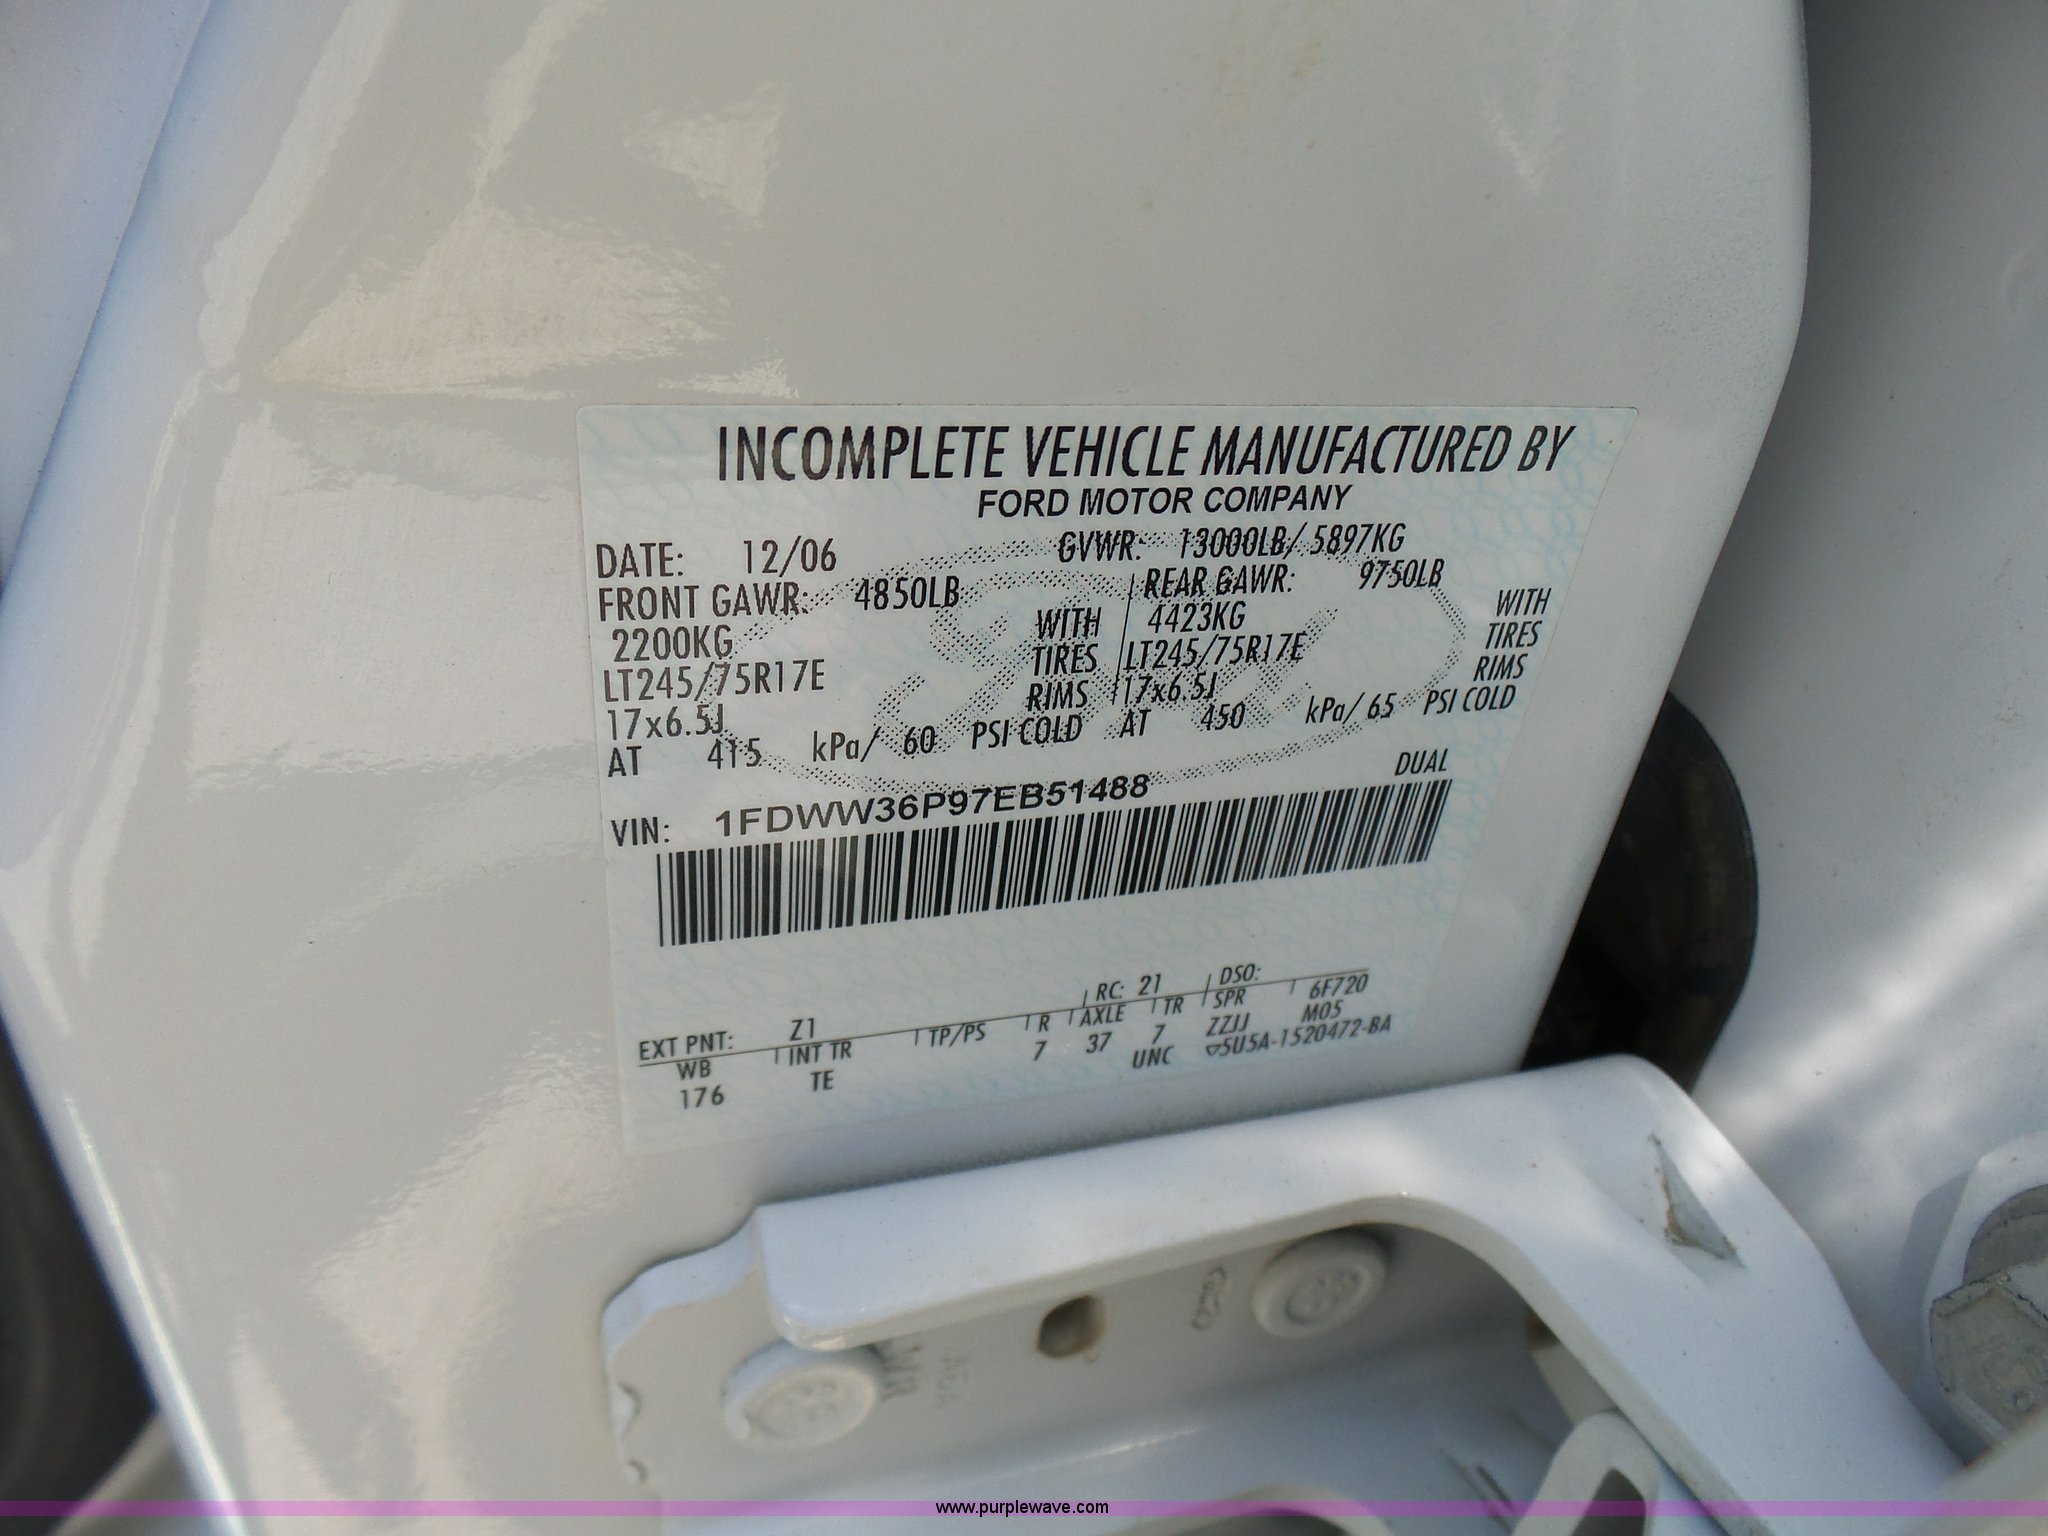 INCOMPLETE VEHICLE MANUFACTURED BY
FORD MOTOR COMPANY
DATE: 12/06 GVWR: 13000LB/ 5897KG
FRONT GAWR: 4850LB REAR GAWR: 9750LB
2200KG WITH 4423KG WITH
LT245/75R17E TIRES LT245/75R17E TIRES
17x6.5J RIMS 17x6.5J RIMS
AT 415 kPa/ 60 PSI COLD AT 450 kPa/ 65 PSI COLD
DUAL
VIN: 1FDWW36P97EB51488
EXT PNT: Z1 RC: 21 DSO:
WB INT TR TP/PS R AXLE TR SPR 6F720
176 TE 7 37 7 ZZJJ M05
UNC ▽5U5A-1520472-BA
www.purplewave.com